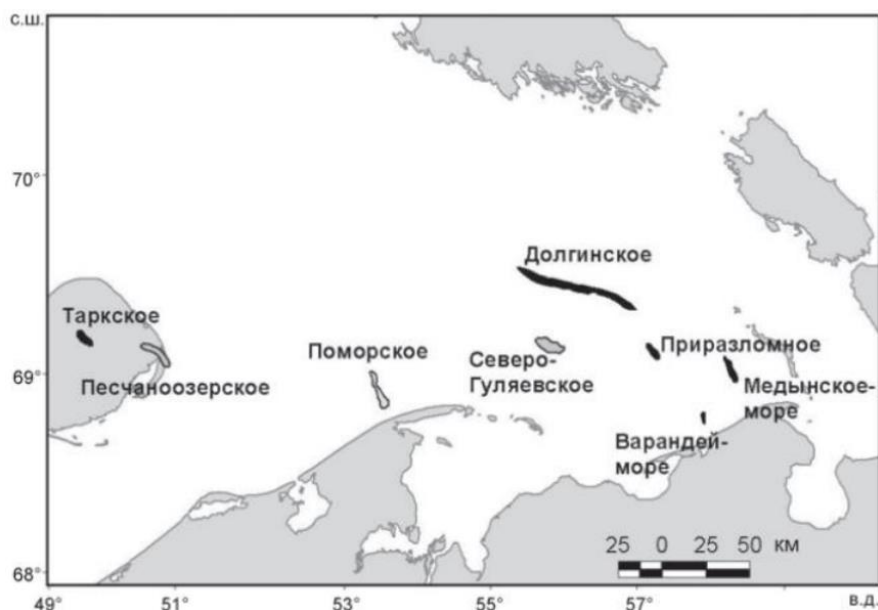 с.ш.
70°
Долгинское
Таркское
Поморское
Северо-
Гуляевское
Приразломное
69°
Песчаноозерское
Медынское-
море
Варандей-
море
25 0 25 50 км
68°
49° 51° 53° 55° 57° в.д.